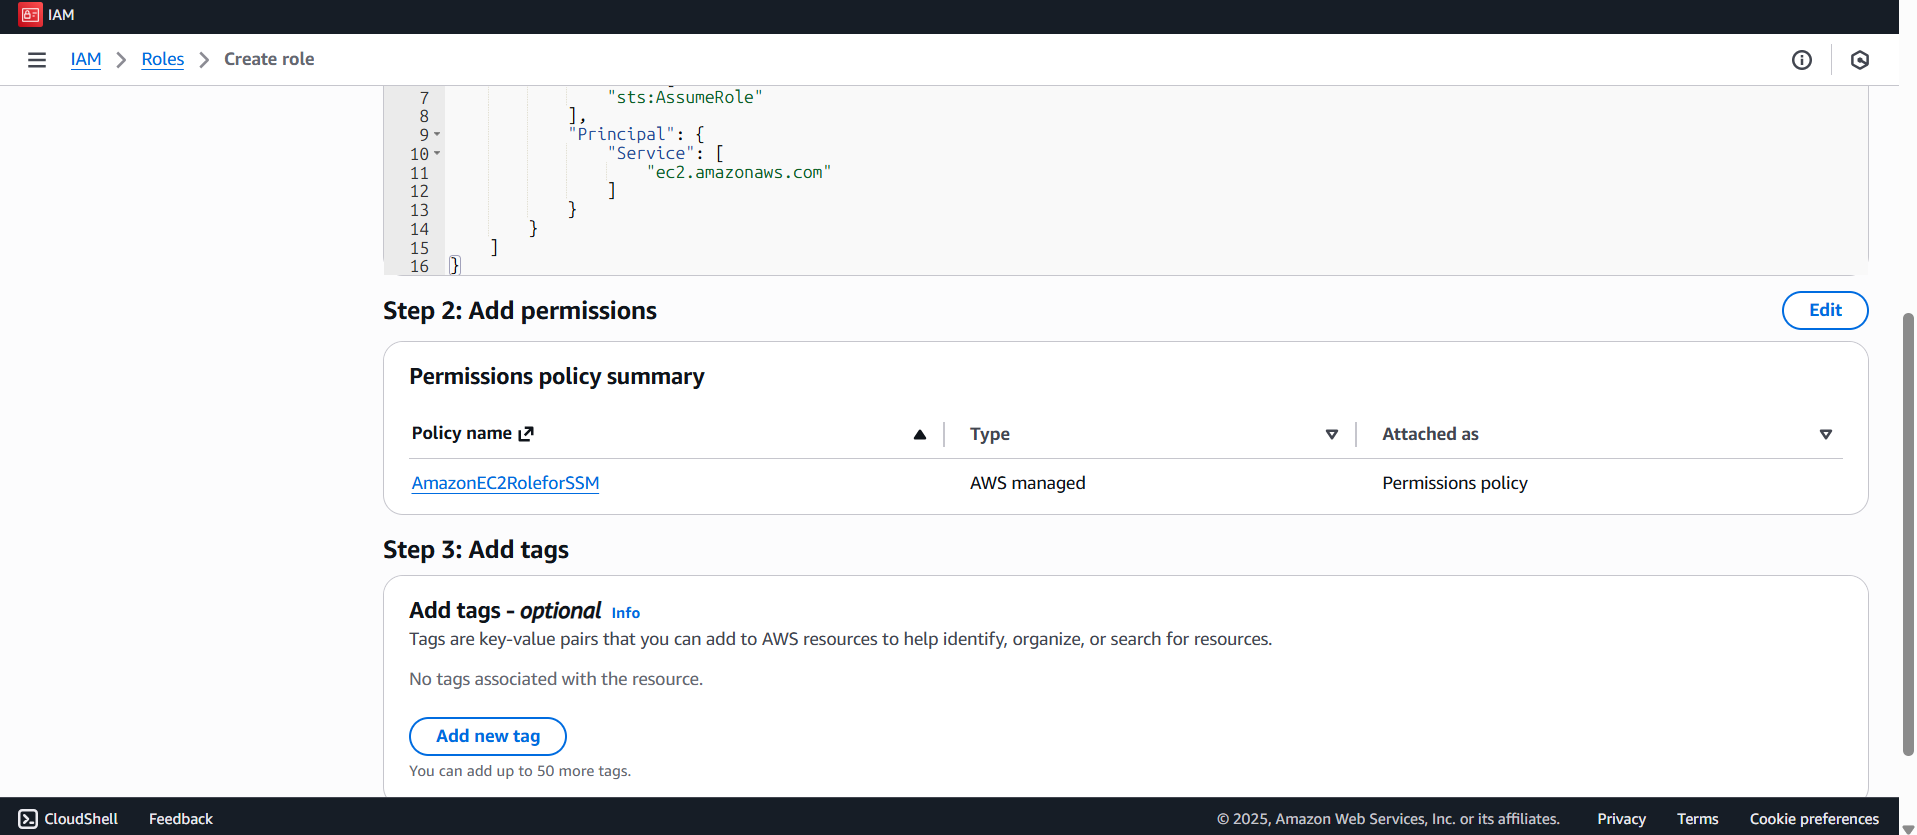 IAM
IAM > Roles > Create role
7 "sts:AssumeRole"
8 ],
9 "Principal": {
10 "Service": [
11 "ec2.amazonaws.com"
12 ]
13 }
14 }
15 ]
16 }
Step 2: Add permissions
Edit
Permissions policy summary
Policy name Type Attached as
AmazonEC2RoleforSSM AWS managed Permissions policy
Step 3: Add tags
Add tags - optional Info
Tags are key-value pairs that you can add to AWS resources to help identify, organize, or search for resources.
No tags associated with the resource.
Add new tag
You can add up to 50 more tags.
CloudShell Feedback © 2025, Amazon Web Services, Inc. or its affiliates. Privacy Terms Cookie preferences